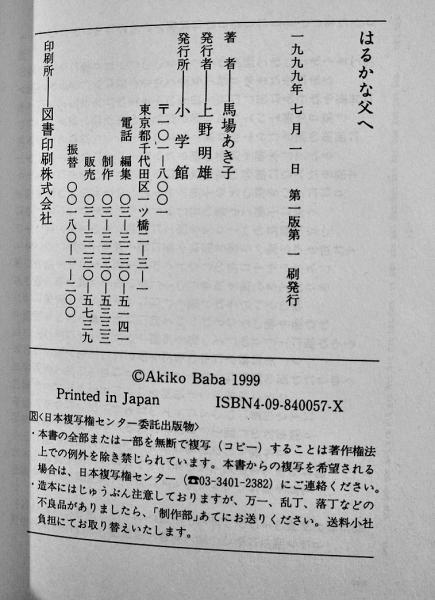 はるかな父へ
一九九九年七月一日　第一版第一刷発行
著　者――馬場あき子
発行者――上野明雄
発行所――小学館
〒一〇一―八〇〇一
東京都千代田区一ツ橋二―三―一
電話　編集　〇三―三二三〇―五一四一
制作　〇三―三二三〇―五三三三
販売　〇三―三二三〇―五七三九
振替　〇〇一八〇―一―二〇〇
印刷所――図書印刷株式会社
©Akiko Baba 1999
Printed in Japan　ISBN4-09-840057-X
Ⓡ〈日本複写権センター委託出版物〉
・本書の全部または一部を無断で複写（コピー）することは著作権法
上での例外を除き禁じられています。本書からの複写を希望される
場合は、日本複写権センター（☎03-3401-2382）にご連絡ください。
・造本にはじゅうぶん注意しておりますが、万一、乱丁、落丁などの
不良品がありましたら、「制作部」あてにお送りください。送料小社
負担にてお取り替えいたします。